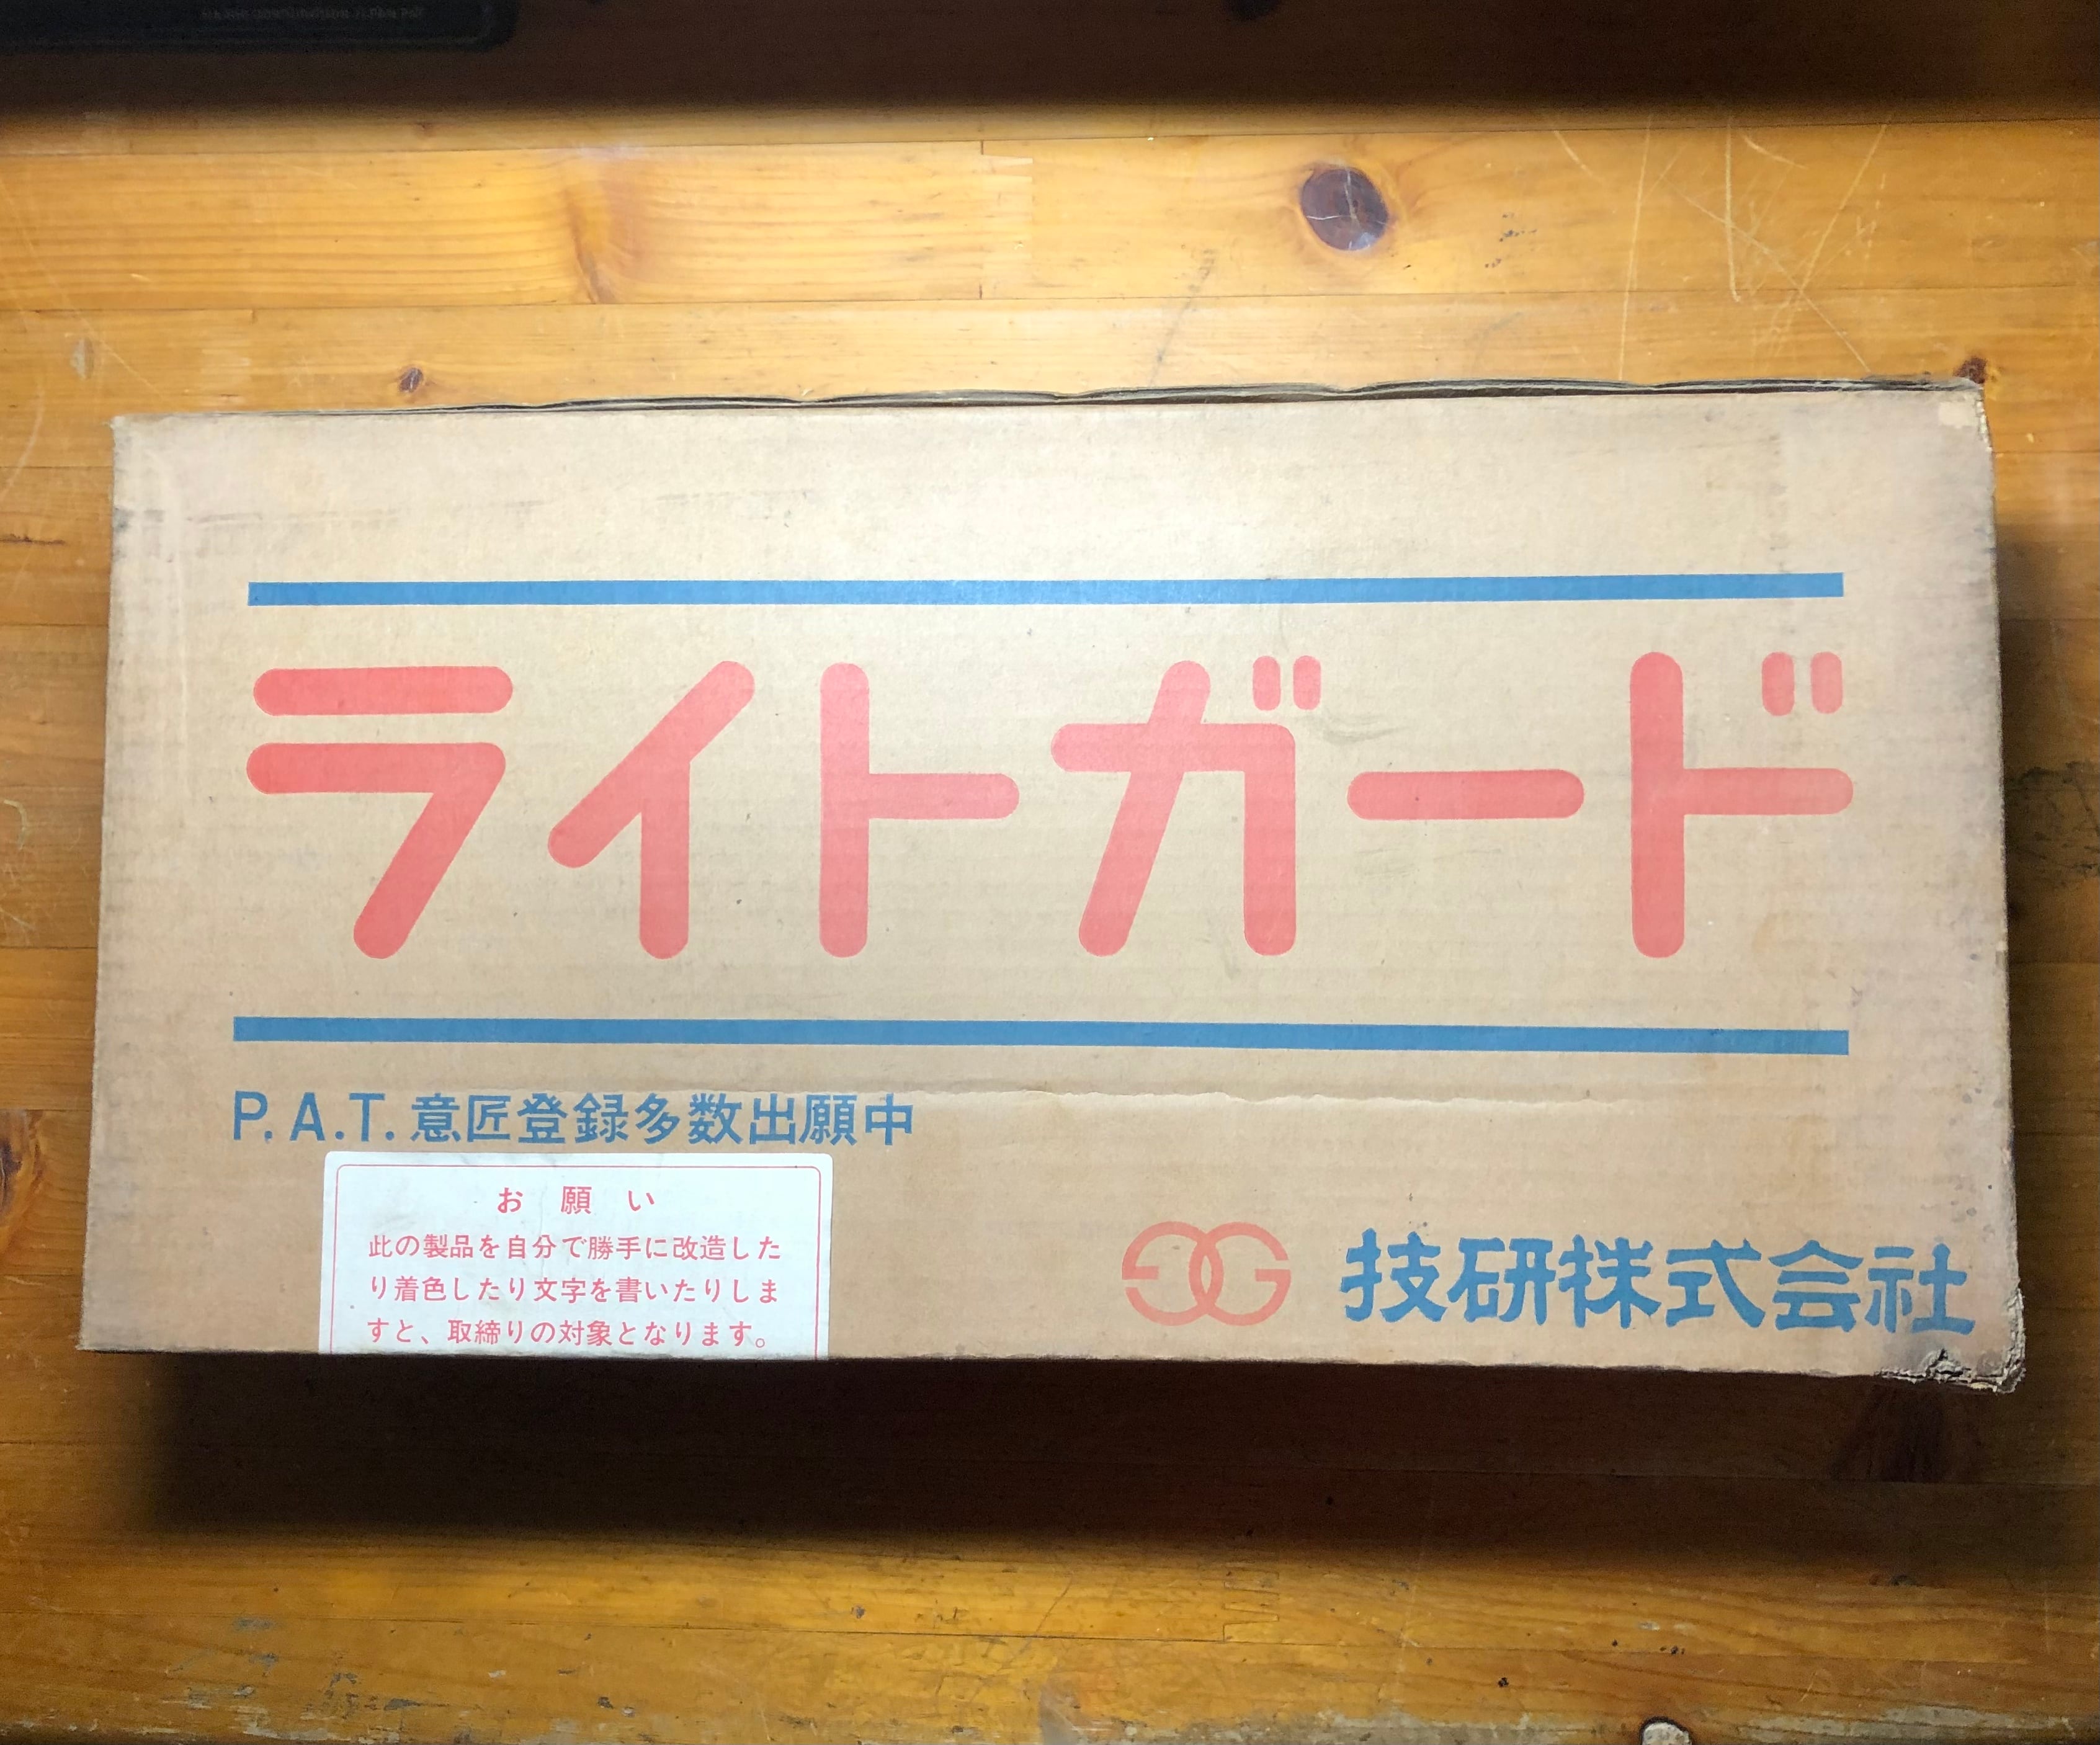 ライトガード
P.A.T.意匠登録多数出願中
お願い
此の製品を自分で勝手に改造した
り着色したり文字を書いたりしま
すと、取締りの対象となります。
GG 技研株式会社